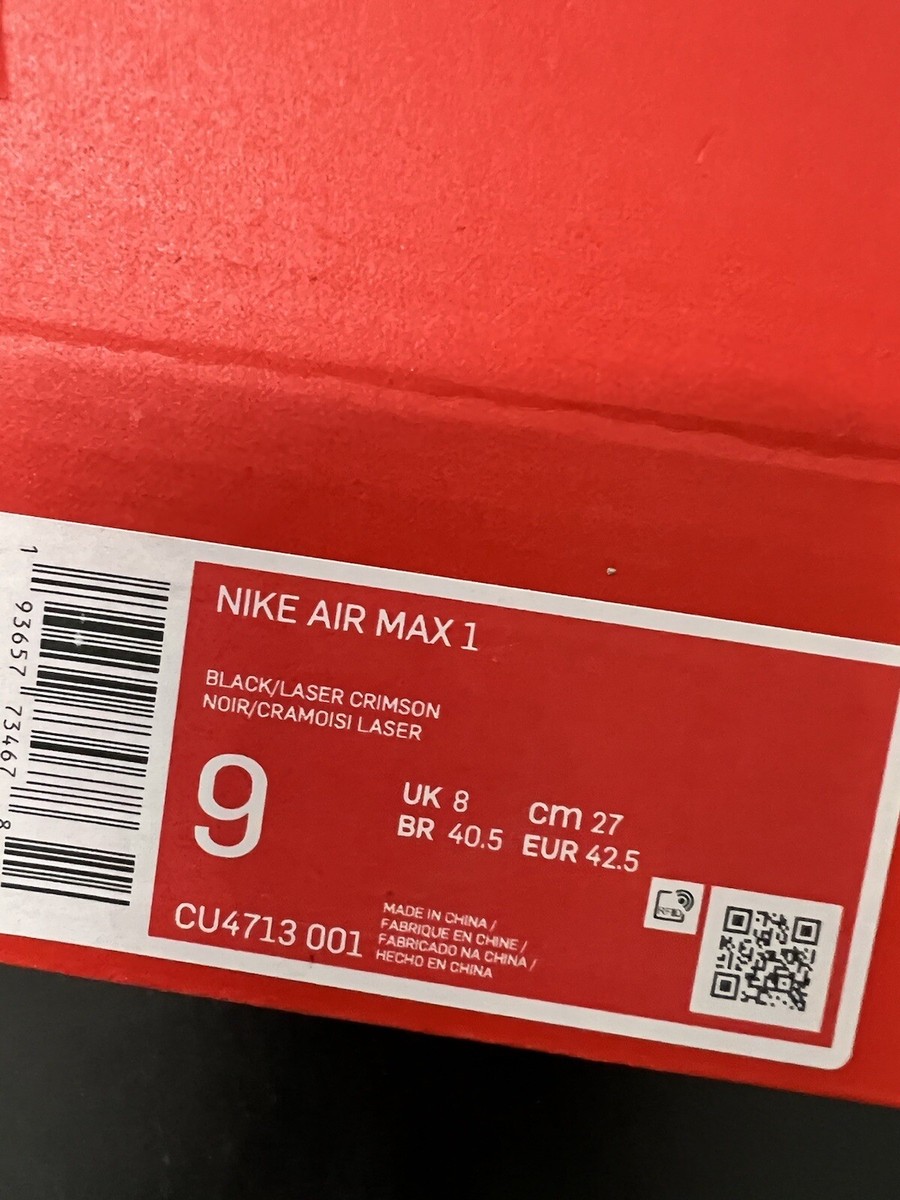 1 93657 73467 8
NIKE AIR MAX 1
BLACK/LASER CRIMSON
NOIR/CRAMOISI LASER
9
UK 8 cm 27
BR 40.5 EUR 42.5
CU4713 001
MADE IN CHINA /
FABRIQUE EN CHINE /
FABRICADO NA CHINA /
HECHO EN CHINA
RFID